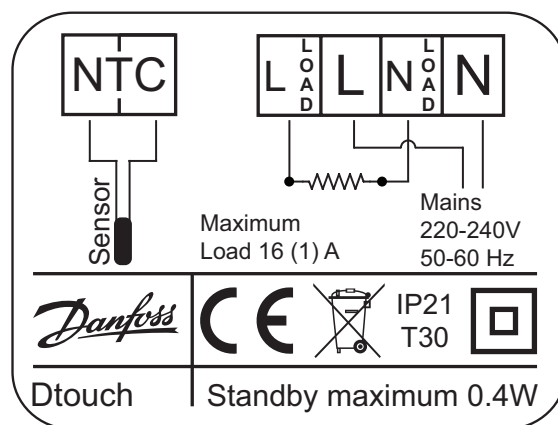 NTC
L LOAD L N LOAD N
Sensor
Maximum
Load 16 (1) A
Mains
220-240V
50-60 Hz
Danfoss
CE
IP21
T30
Dtouch
Standby maximum 0.4W